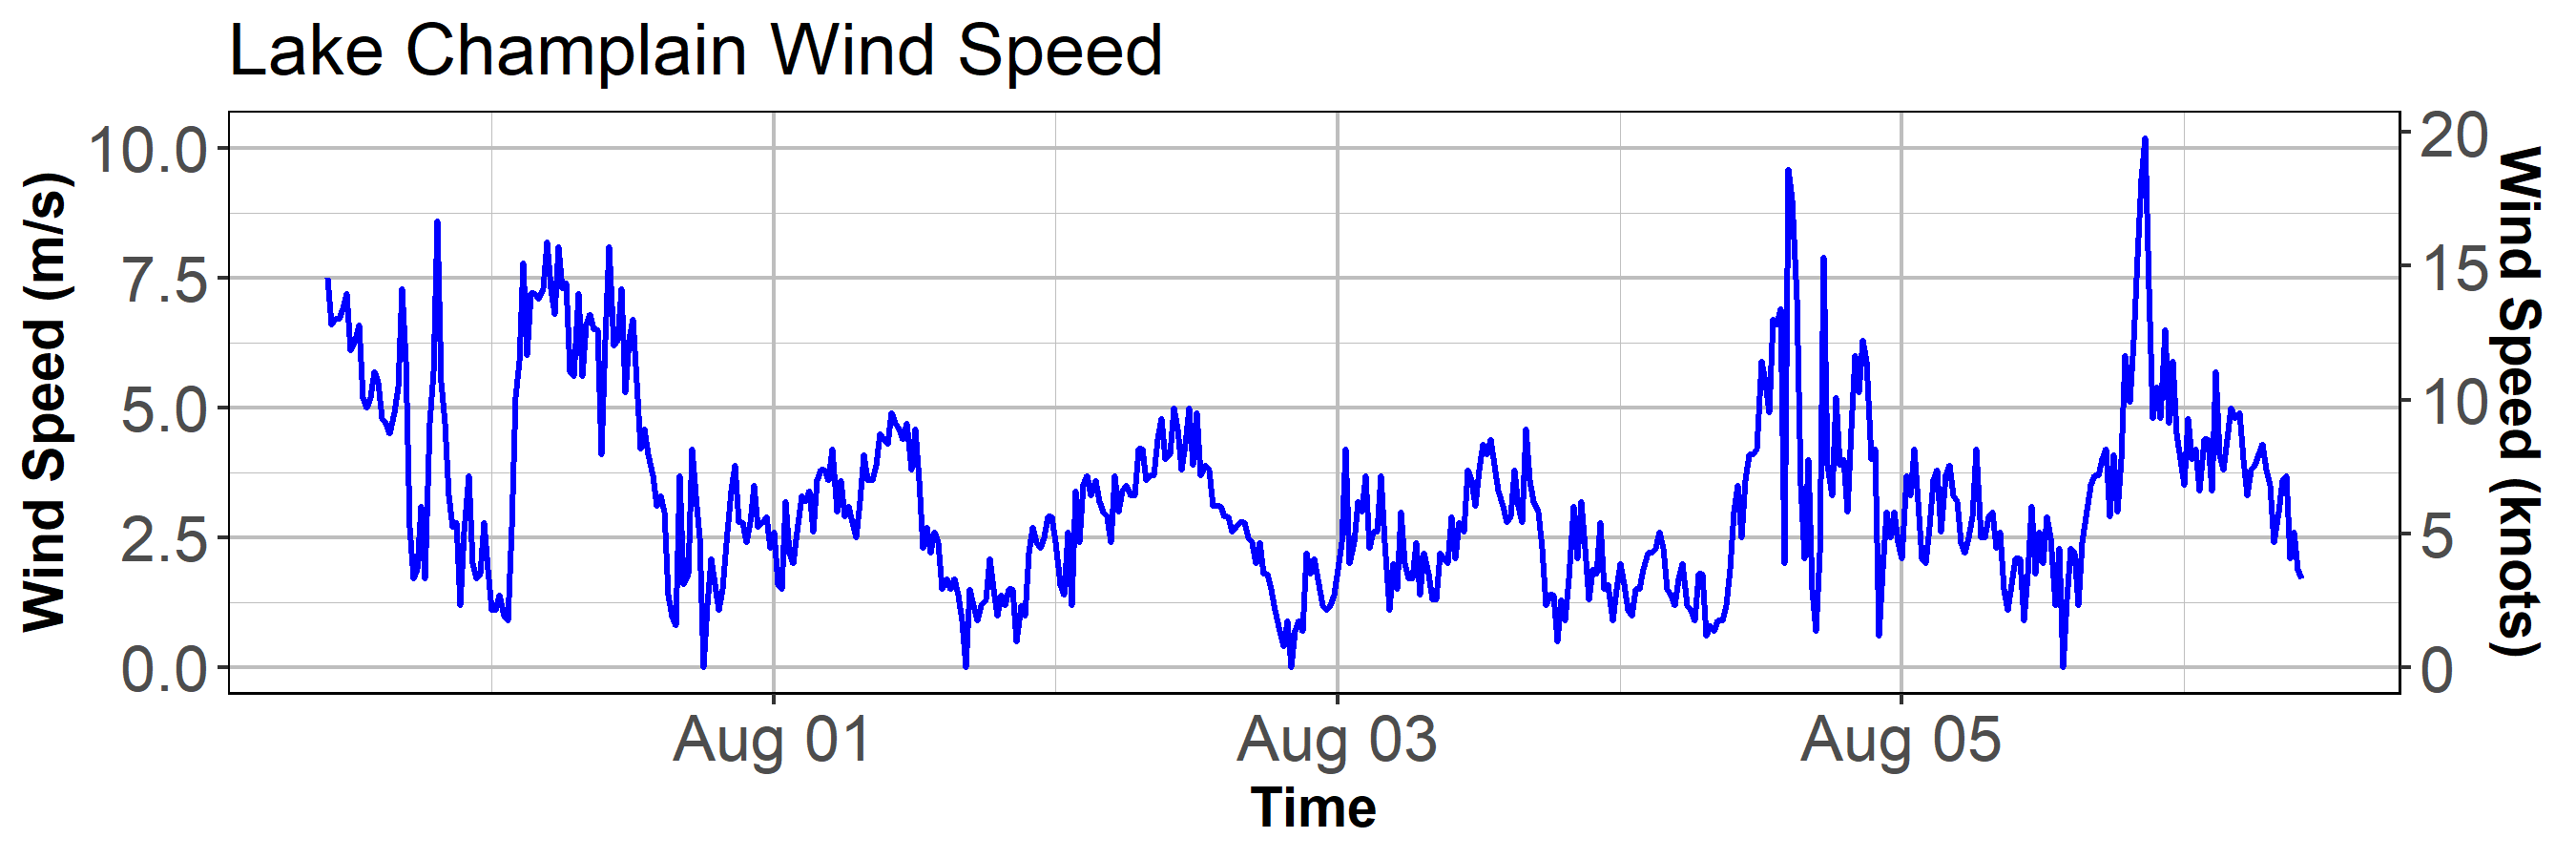 Lake Champlain Wind Speed
Wind Speed (m/s)
10.0
7.5
5.0
2.5
0.0
20
15
10
5
0
Wind Speed (knots)
Aug 01
Aug 03
Aug 05
Time